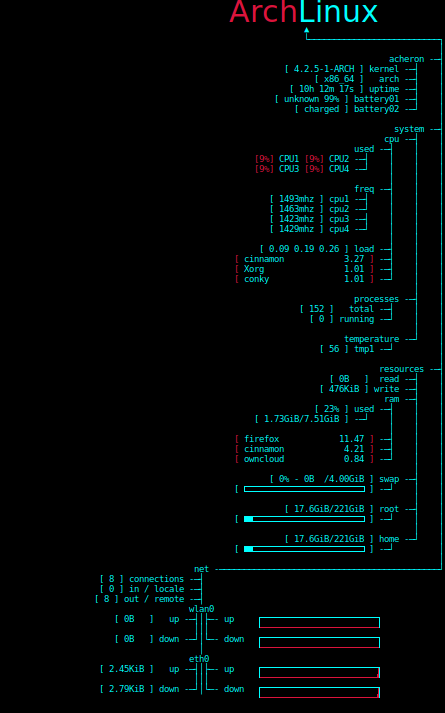 ArchLinux
acheron
[ 4.2.5-1-ARCH ] kernel
[ x86_64 ] arch
[ 10h 12m 17s ] uptime
[ unknown 99% ] battery01
[ charged ] battery02
system
cpu
used
[9%] CPU1 [9%] CPU2
[9%] CPU3 [9%] CPU4
freq
[ 1493mhz ] cpu1
[ 1463mhz ] cpu2
[ 1423mhz ] cpu3
[ 1429mhz ] cpu4
[ 0.09 0.19 0.26 ] load
[ cinnamon 3.27 ]
[ Xorg 1.01 ]
[ conky 1.01 ]
processes
[ 152 ] total
[ 0 ] running
temperature
[ 56 ] tmp1
resources
[ 0B ] read
[ 476KiB ] write
ram
[ 23% ] used
[ 1.73GiB/7.51GiB ]
[ firefox 11.47 ]
[ cinnamon 4.21 ]
[ owncloud 0.84 ]
[ 0% - 0B /4.00GiB ] swap
[ ]
[ 17.6GiB/221GiB ] root
[ ]
[ 17.6GiB/221GiB ] home
[ ]
net
[ 8 ] connections
[ 0 ] in / locale
[ 8 ] out / remote
wlan0
[ 0B ] up up
[ 0B ] down down
eth0
[ 2.45KiB ] up up
[ 2.79KiB ] down down